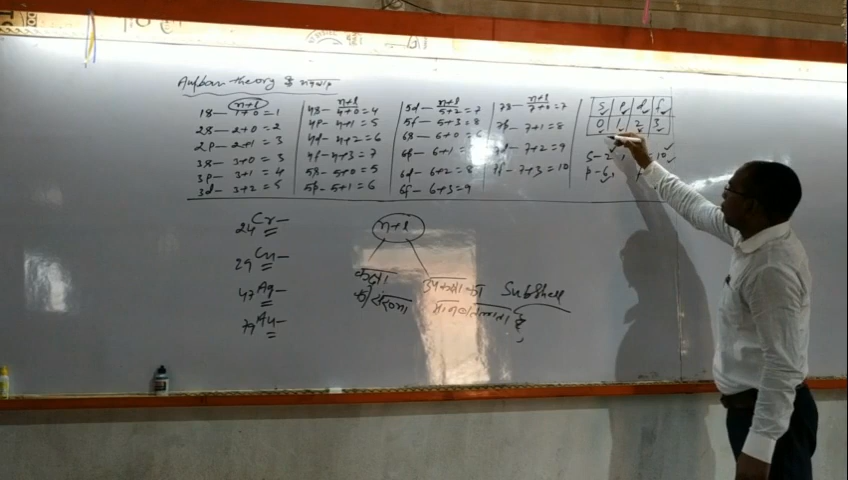 Aufbau theory के
n+l n+l n+l n+l s p d f
1s— 1+0=1 4s— 4+0=4 5d— 5+2=7 7s— 7+0=7 0 1 2 3
2s— 2+0=2 4p— 4+1=5 5f— 5+3=8 7p— 7+1=8
2p— 2+1=3 4d— 4+2=6 6s— 6+0=6 7+2=9 s-2, 10
3s— 3+0=3 4f— 4+3=7 6p— 6+1= 7f— 7+3=10 p-6,
3p— 3+1=4 5s— 5+0=5 6d— 6+2=8
3d— 3+2=5 5p— 5+1=6 6f— 6+3=9
24Cr—
n+l
29Cu—
कक्षा
उपकक्षा का Subshell
की संख्या
मान बतलाता है,
47Ag—
79Au—